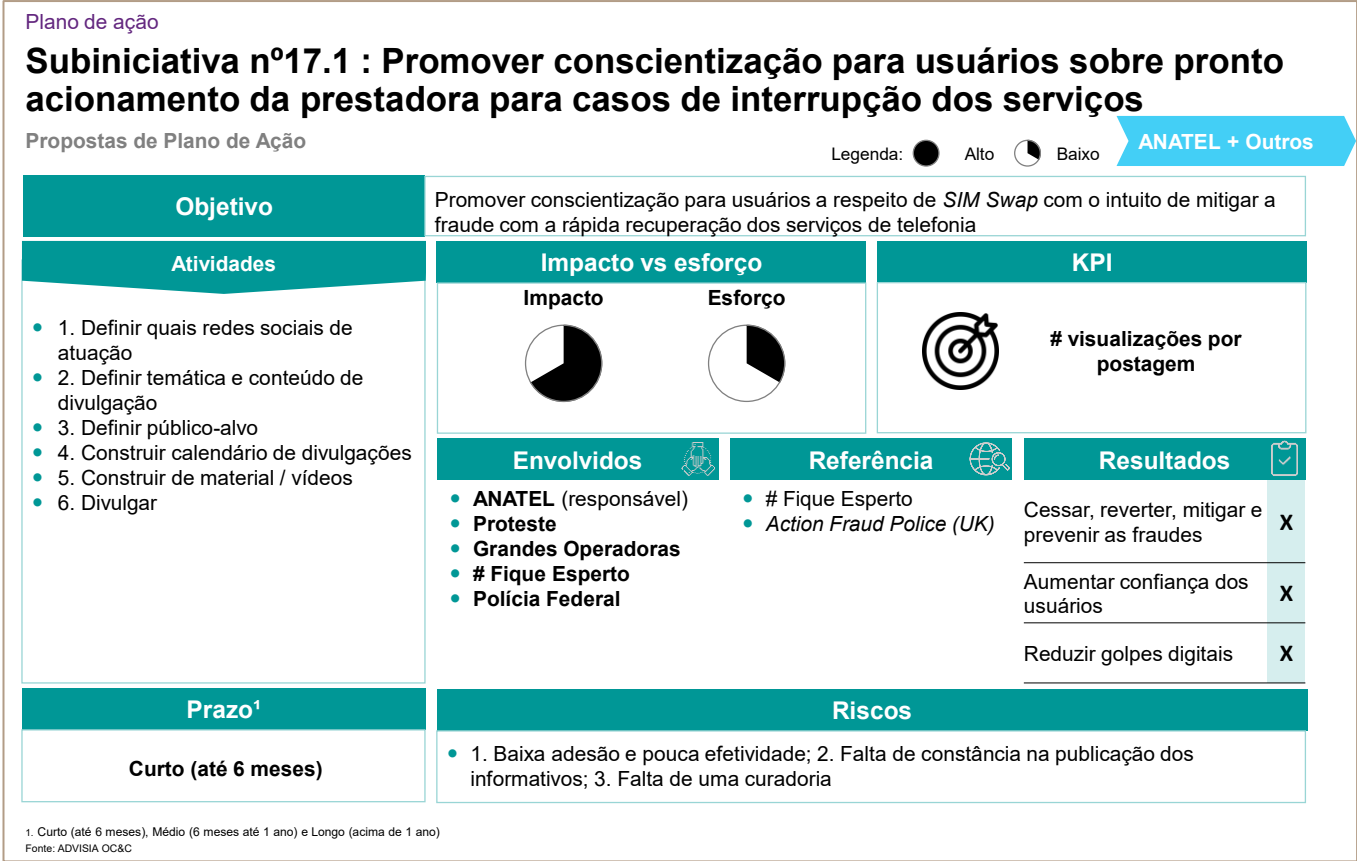 Plano de ação
Subiniciativa nº17.1 : Promover conscientização para usuários sobre pronto
acionamento da prestadora para casos de interrupção dos serviços
Propostas de Plano de Ação
Legenda: Alto Baixo
ANATEL + Outros
Objetivo
Promover conscientização para usuários a respeito de SIM Swap com o intuito de mitigar a
fraude com a rápida recuperação dos serviços de telefonia
Atividades
• 1. Definir quais redes sociais de
atuação
• 2. Definir temática e conteúdo de
divulgação
• 3. Definir público-alvo
• 4. Construir calendário de divulgações
• 5. Construir de material / vídeos
• 6. Divulgar
Impacto vs esforço
Impacto
Esforço
KPI
# visualizações por
postagem
Envolvidos
• ANATEL (responsável)
• Proteste
• Grandes Operadoras
• # Fique Esperto
• Polícia Federal
Referência
• # Fique Esperto
• Action Fraud Police (UK)
Resultados
Cessar, reverter, mitigar e
prevenir as fraudes
X
Aumentar confiança dos
usuários
X
Reduzir golpes digitais
X
Prazo¹
Curto (até 6 meses)
Riscos
• 1. Baixa adesão e pouca efetividade; 2. Falta de constância na publicação dos
informativos; 3. Falta de uma curadoria
1. Curto (até 6 meses), Médio (6 meses até 1 ano) e Longo (acima de 1 ano)
Fonte: ADVISIA OC&C